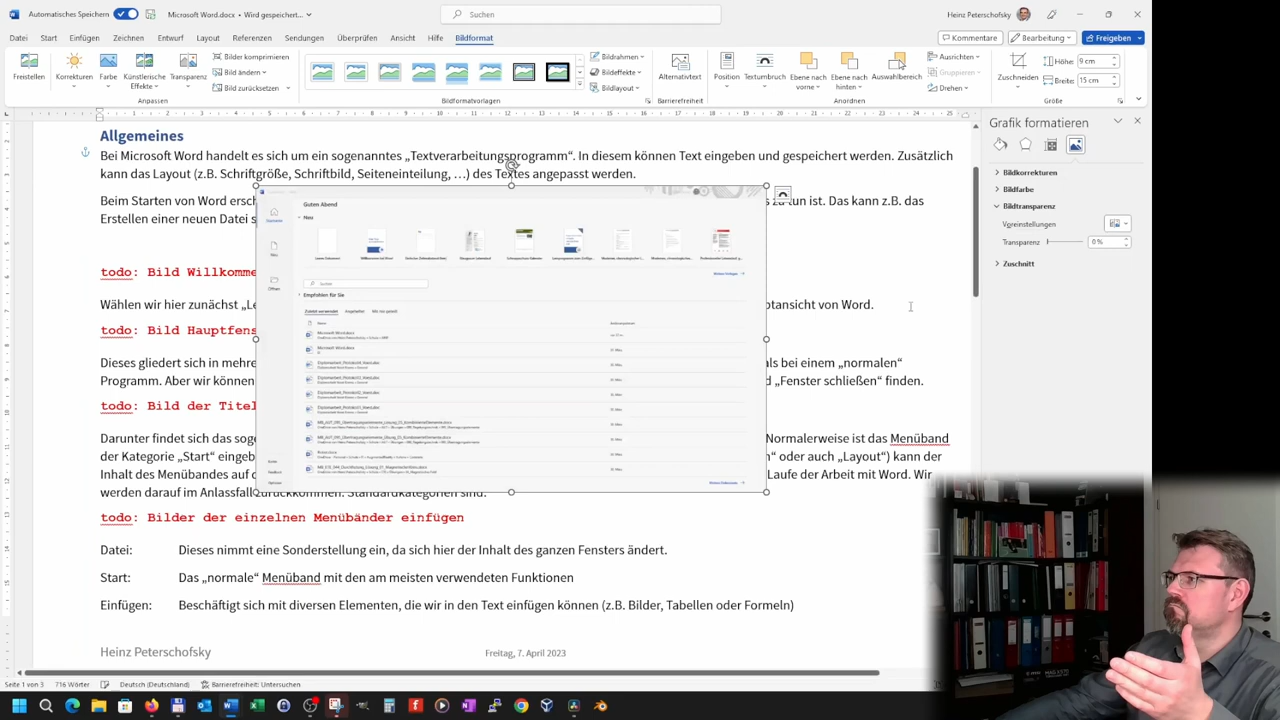 Automatisches Speichern
Microsoft Word.docx • Wird gespeichert...
Suchen
Heinz Peterschofsky
Datei Start Einfügen Zeichnen Entwurf Layout Referenzen Sendungen Überprüfen Ansicht Hilfe Bildformat
Kommentare Bearbeitung Freigeben
Freistellen Korrekturen Farbe Künstlerische Effekte Transparenz
Bilder komprimieren
Bild ändern
Bild zurücksetzen
Bildrahmen
Bildeffekte
Bildlayout
Alternativtext Position Textumbruch Ebene nach vorne Ebene nach hinten Auswahlbereich
Ausrichten
Gruppieren
Drehen
Zuschneiden
Höhe: 9 cm
Breite: 15 cm
Anpassen Bildformatvorlagen Barrierefreiheit Anordnen Größe
Grafik formatieren
Bildkorrekturen
Bildfarbe
Bildtransparenz
Voreinstellungen
Transparenz 0 %
Zuschnitt
Allgemeines
Bei Microsoft Word handelt es sich um ein sogenanntes „Textverarbeitungsprogramm“. In diesem können Text eingeben und gespeichert werden. Zusätzlich
kann das Layout (z.B. Schriftgröße, Schriftbild, Seiteneinteilung, …) des Textes angepasst werden.
Beim Starten von Word ersch
zu tun ist. Das kann z.B. das
Erstellen einer neuen Datei s
Guten Abend
Neu
Empfohlen für Sie
todo: Bild Willkomme
Wählen wir hier zunächst „Le
ptansicht von Word.
todo: Bild Hauptfens
Dieses gliedert sich in mehre
ls bei einem „normalen“
Programm. Aber wir könne
d „Fenster schließen“ finden.
todo: Bild der Titel
Darunter findet sich das soge
Normalerweise ist das Menüband
der Kategorie „Start“ eingeb
“ oder auch „Layout“) kann der
Inhalt des Menübandes auf d
Laufe der Arbeit mit Word. Wir
werden darauf im Anlassfall zurückkommen. Standardkategorien sind:
todo: Bilder der einzelnen Menübänder einfügen
Datei: Dieses nimmt eine Sonderstellung ein, da sich hier der Inhalt des ganzen Fensters ändert.
Start: Das „normale“ Menüband mit den am meisten verwendeten Funktionen
Einfügen: Beschäftigt sich mit diversen Elementen, die wir in den Text einfügen können (z.B. Bilder, Tabellen oder Formeln)
Heinz Peterschofsky
Freitag, 7. April 2023
Seite 1 von 3 716 Wörter Deutsch (Deutschland) Barrierefreiheit: Untersuchen